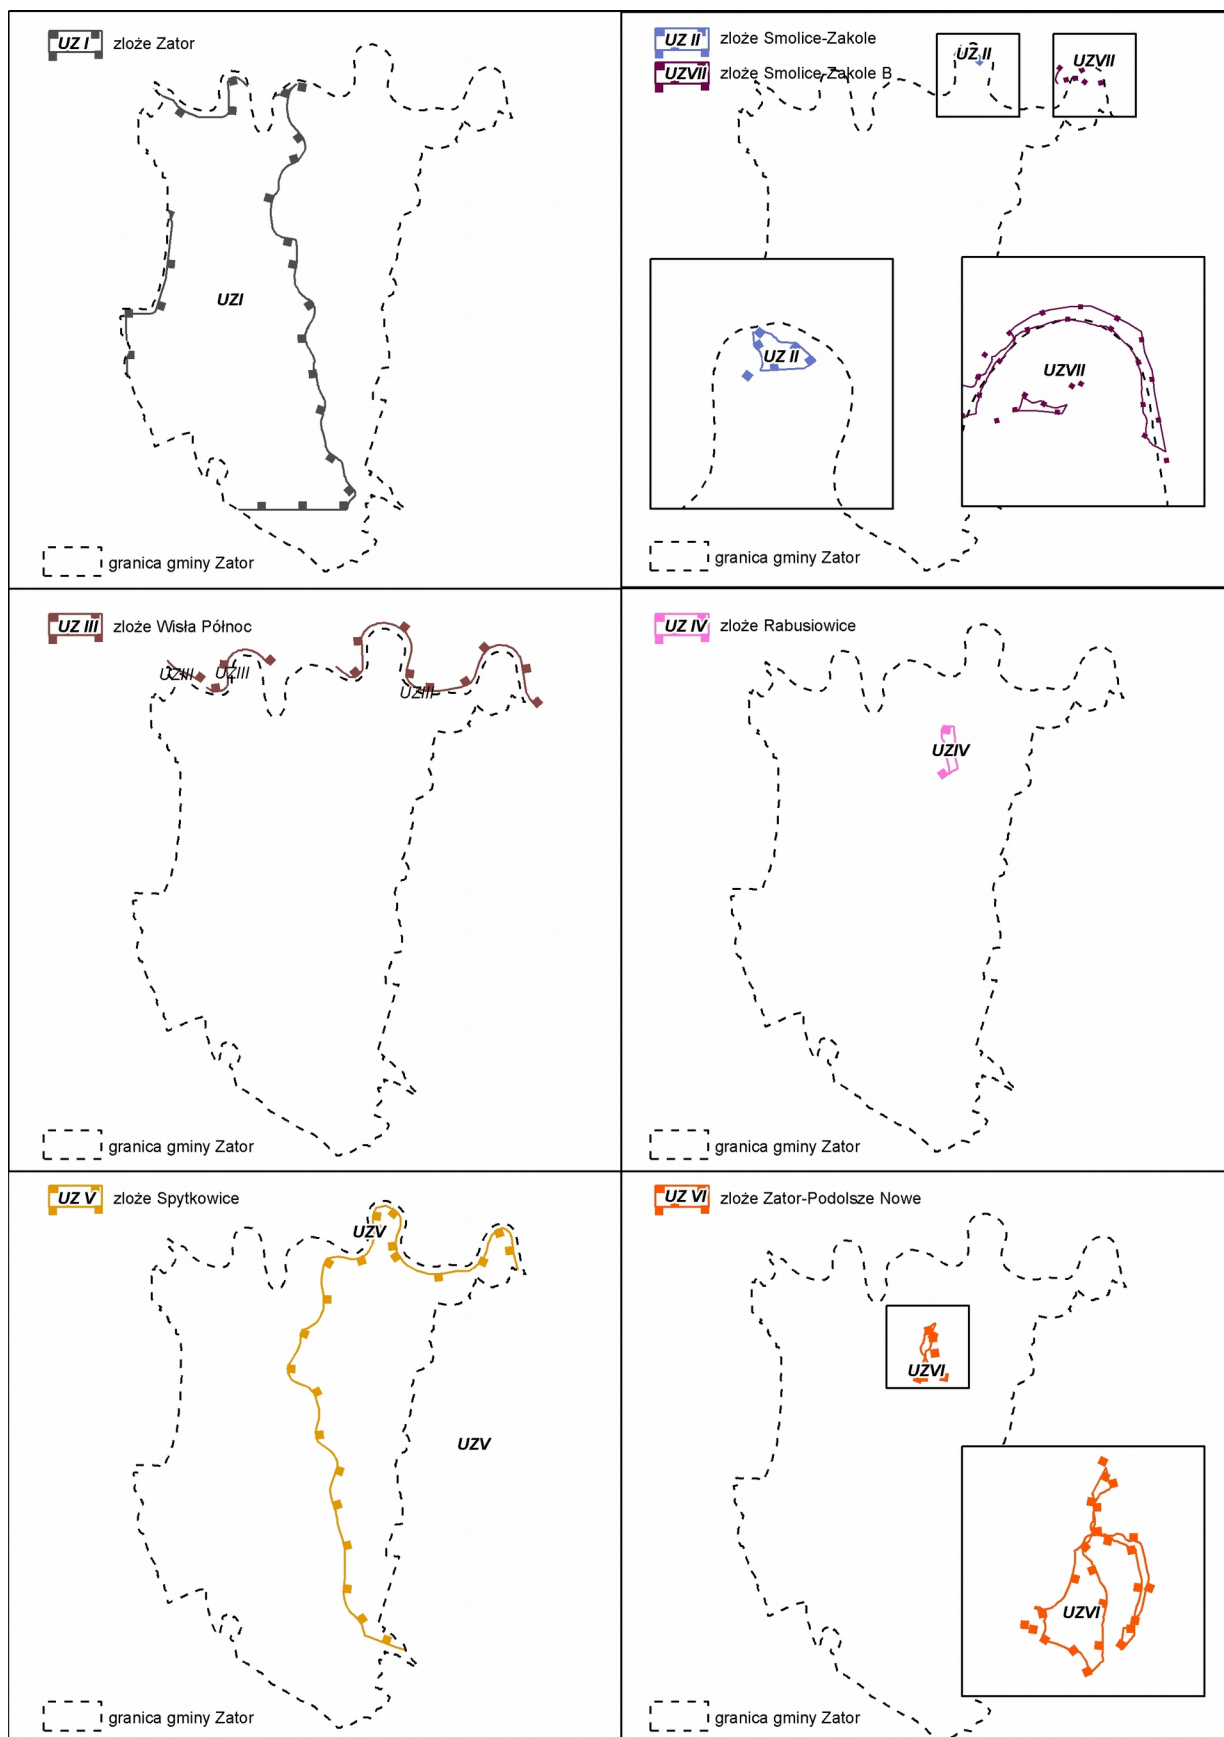 UZ I złoże Zator
UZI
granica gminy Zator
UZ II złoże Smolice-Zakole
UZVII złoże Smolice-Zakole B
UZ II
UZVII
UZ II
UZVII
granica gminy Zator
UZ III złoże Wisła Północ
UZIII
UZIII
UZIII
granica gminy Zator
UZ IV złoże Rabusiowice
UZIV
granica gminy Zator
UZ V złoże Spytkowice
UZV
UZV
granica gminy Zator
UZ VI złoże Zator-Podolsze Nowe
UZVI
UZVI
granica gminy Zator